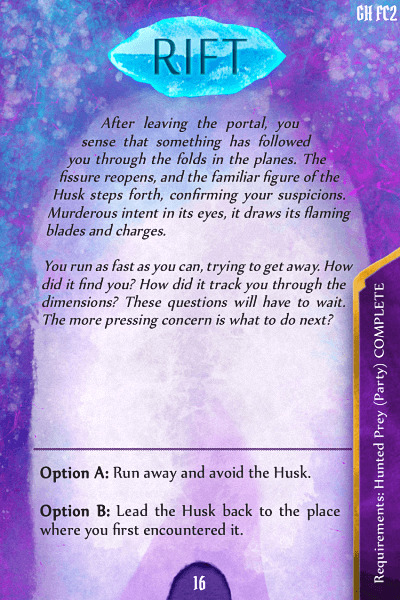 GH FC2
RIFT
After leaving the portal, you
sense that something has followed
you through the folds in the planes. The
fissure reopens, and the familiar figure of the
Husk steps forth, confirming your suspicions.
Murderous intent in its eyes, it draws its flaming
blades and charges.
You run as fast as you can, trying to get away. How
did it find you? How did it track you through the
dimensions? These questions will have to wait.
The more pressing concern is what to do next?
Requirements: Hunted Prey (Party) COMPLETE
Option A: Run away and avoid the Husk.
Option B: Lead the Husk back to the place
where you first encountered it.
16